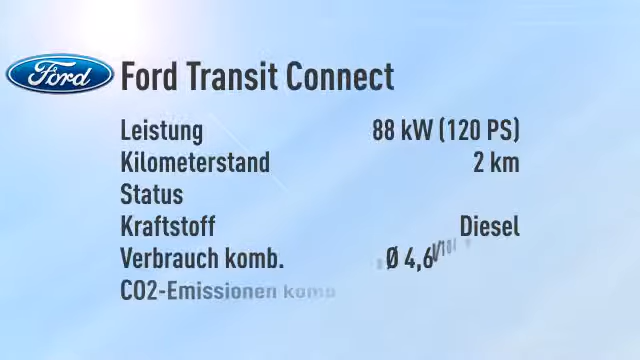 Ford Ford Transit Connect
Leistung 88 kW (120 PS)
Kilometerstand 2 km
Status
Kraftstoff Diesel
Verbrauch komb. Ø 4,6
CO2-Emissionen komb